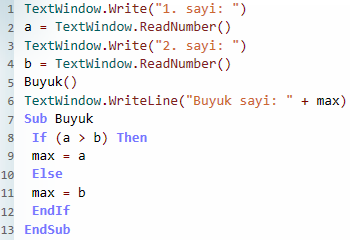 1 TextWindow.Write("1. sayi: ")
2 a = TextWindow.ReadNumber()
3 TextWindow.Write("2. sayi: ")
4 b = TextWindow.ReadNumber()
5 Buyuk()
6 TextWindow.WriteLine("Buyuk sayi: " + max)
7 Sub Buyuk
8 If (a > b) Then
9 max = a
10 Else
11 max = b
12 EndIf
13 EndSub